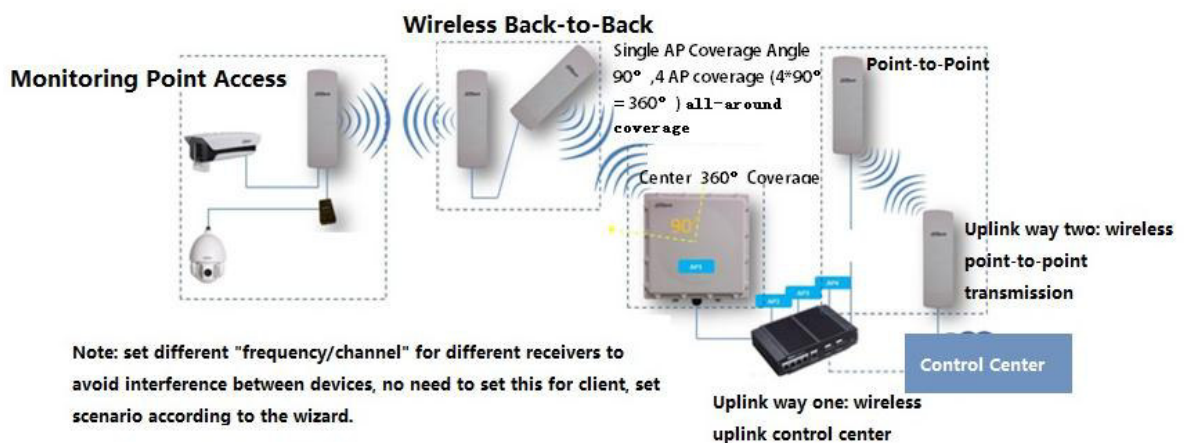 Wireless Back-to-Back
Monitoring Point Access
Single AP Coverage Angle
90° ,4 AP coverage (4*90°
= 360° ) all-around
coverage
Point-to-Point
Center 360° Coverage
90°
AP1
AP2
AP3
AP4
Uplink way two: wireless
point-to-point
transmission
Control Center
Note: set different "frequency/channel" for different receivers to
avoid interference between devices, no need to set this for client, set
scenario according to the wizard.
Uplink way one: wireless
uplink control center